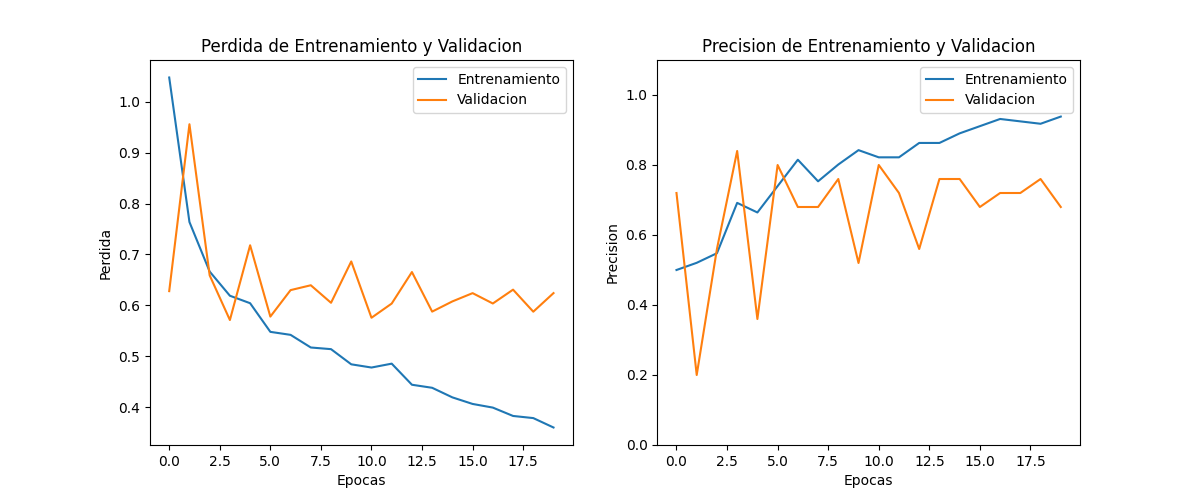 Perdida de Entrenamiento y Validacion
Entrenamiento
Validacion
1.0
0.9
0.8
0.7
0.6
0.5
0.4
Perdida
0.0
2.5
5.0
7.5
10.0
12.5
15.0
17.5
Epocas
Precision de Entrenamiento y Validacion
Entrenamiento
Validacion
1.0
0.8
0.6
0.4
0.2
0.0
Precision
0.0
2.5
5.0
7.5
10.0
12.5
15.0
17.5
Epocas